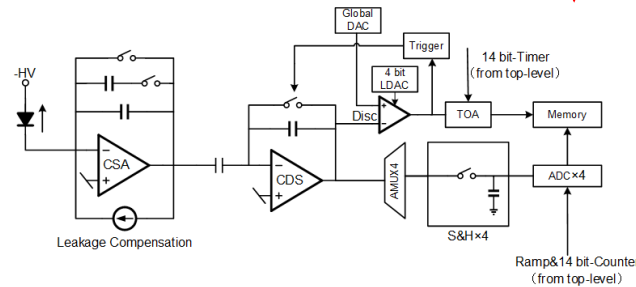 Global
DAC
Trigger
14 bit-Timer
(from top-level)
-HV
4 bit
LDAC
+
-
Disc
TOA
Memory
-
CSA
+
-
CDS
+
AMUX4
ADC×4
S&H×4
Leakage Compensation
Ramp&14 bit-Counter
(from top-level)